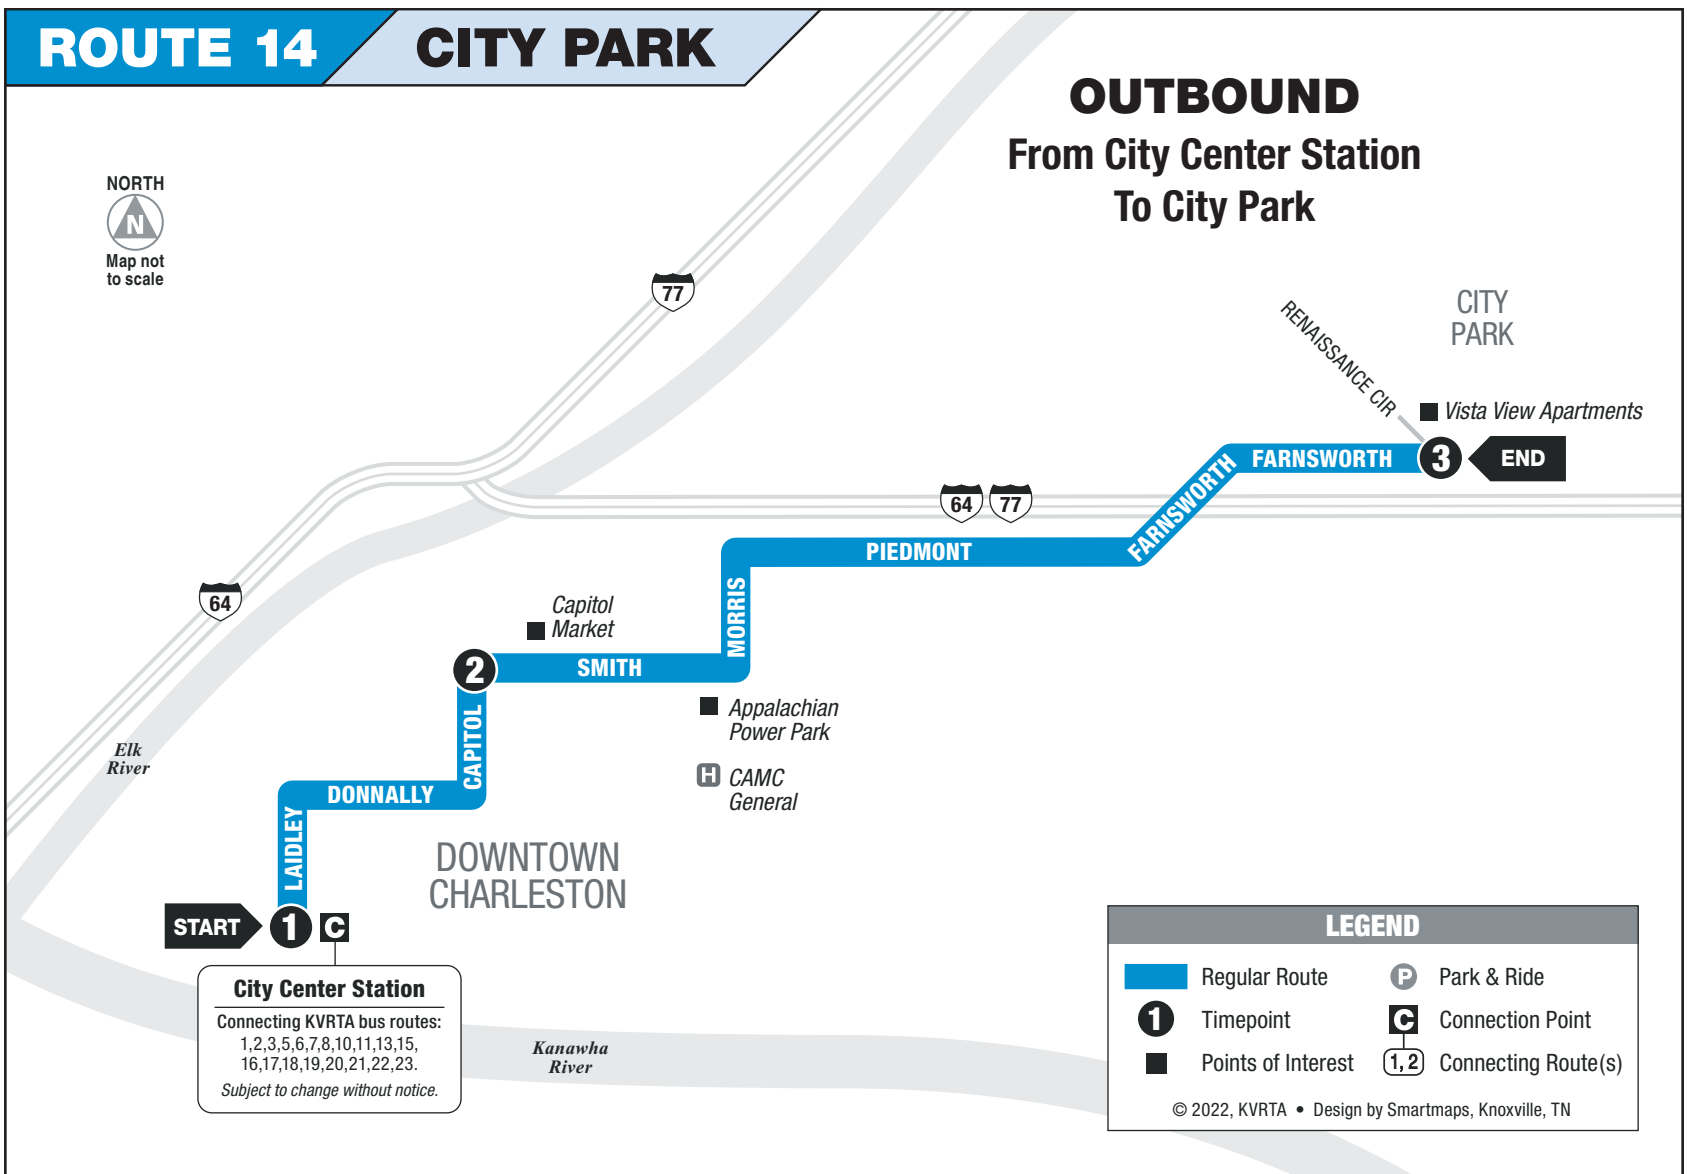 ROUTE 14
CITY PARK
OUTBOUND
From City Center Station
To City Park
NORTH
N
Map not
to scale
77
CITY
PARK
RENAISSANCE CIR
Vista View Apartments
FARNSWORTH
3
END
64
77
FARNSWORTH
PIEDMONT
64
Capitol
Market
MORRIS
2
SMITH
Appalachian
Power Park
CAPITOL
Elk
River
H
CAMC
General
DONNALLY
LAIDLEY
DOWNTOWN
CHARLESTON
START
1
C
City Center Station
Connecting KVRTA bus routes:
1,2,3,5,6,7,8,10,11,13,15,
16,17,18,19,20,21,22,23.
Subject to change without notice.
Kanawha
River
LEGEND
Regular Route
P
Park & Ride
1
Timepoint
C
Connection Point
Points of Interest
1, 2
Connecting Route(s)
© 2022, KVRTA • Design by Smartmaps, Knoxville, TN